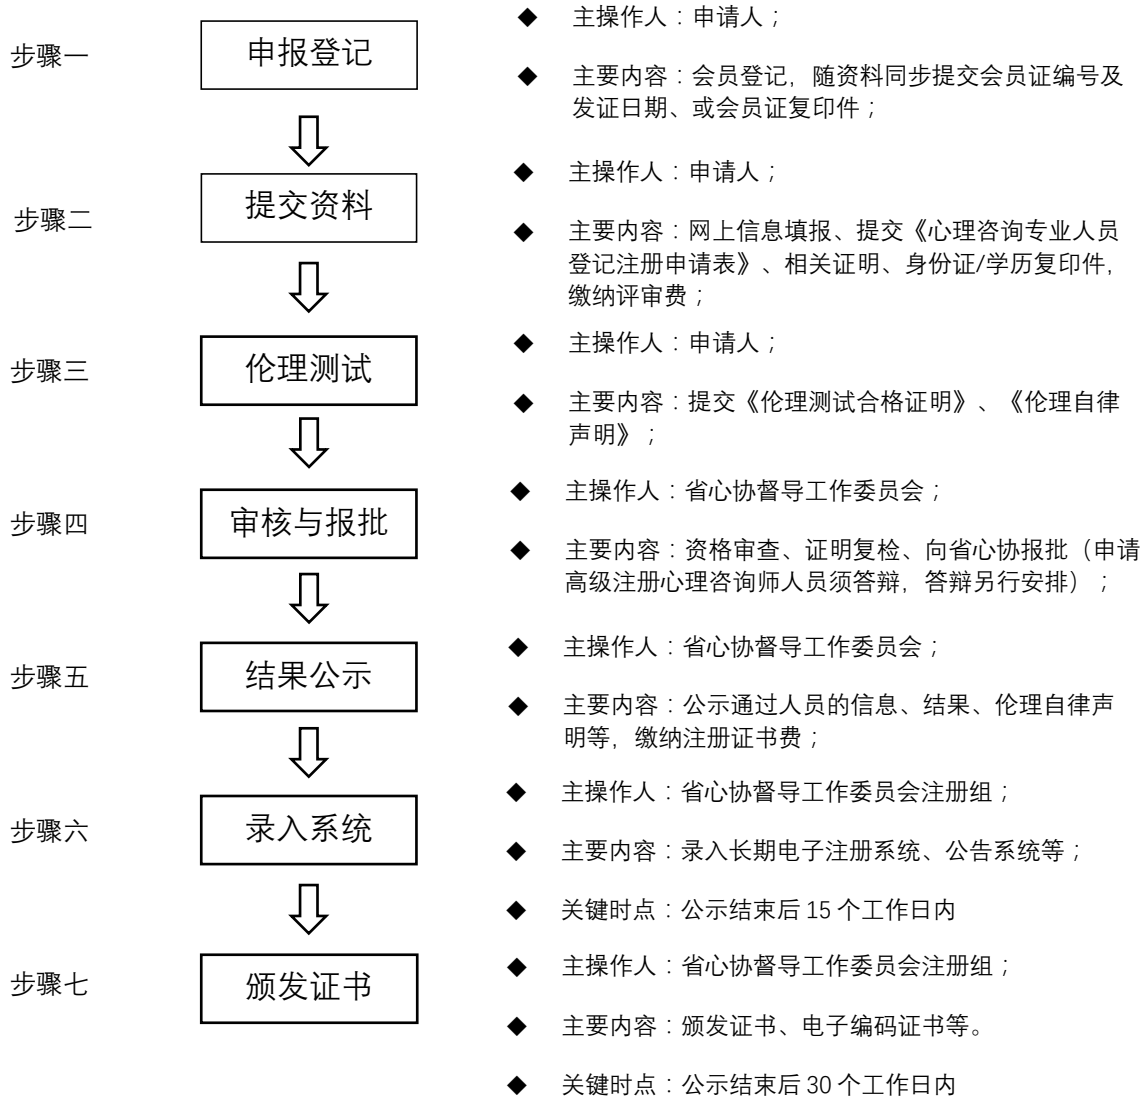 步骤一
申报登记
◆ 主操作人：申请人；
◆ 主要内容：会员登记，随资料同步提交会员证编号及
发证日期、或会员证复印件；
步骤二
提交资料
◆ 主操作人：申请人；
◆ 主要内容：网上信息填报、提交《心理咨询专业人员
登记注册申请表》、相关证明、身份证/学历复印件，
缴纳评审费；
步骤三
伦理测试
◆ 主操作人：申请人；
◆ 主要内容：提交《伦理测试合格证明》、《伦理自律
声明》；
步骤四
审核与报批
◆ 主操作人：省心协督导工作委员会；
◆ 主要内容：资格审查、证明复检、向省心协报批（申请
高级注册心理咨询师人员须答辩，答辩另行安排）；
步骤五
结果公示
◆ 主操作人：省心协督导工作委员会；
◆ 主要内容：公示通过人员的信息、结果、伦理自律声
明等，缴纳注册证书费；
步骤六
录入系统
◆ 主操作人：省心协督导工作委员会注册组；
◆ 主要内容：录入长期电子注册系统、公告系统等；
◆ 关键时点：公示结束后 15 个工作日内
步骤七
颁发证书
◆ 主操作人：省心协督导工作委员会注册组；
◆ 主要内容：颁发证书、电子编码证书等。
◆ 关键时点：公示结束后 30 个工作日内